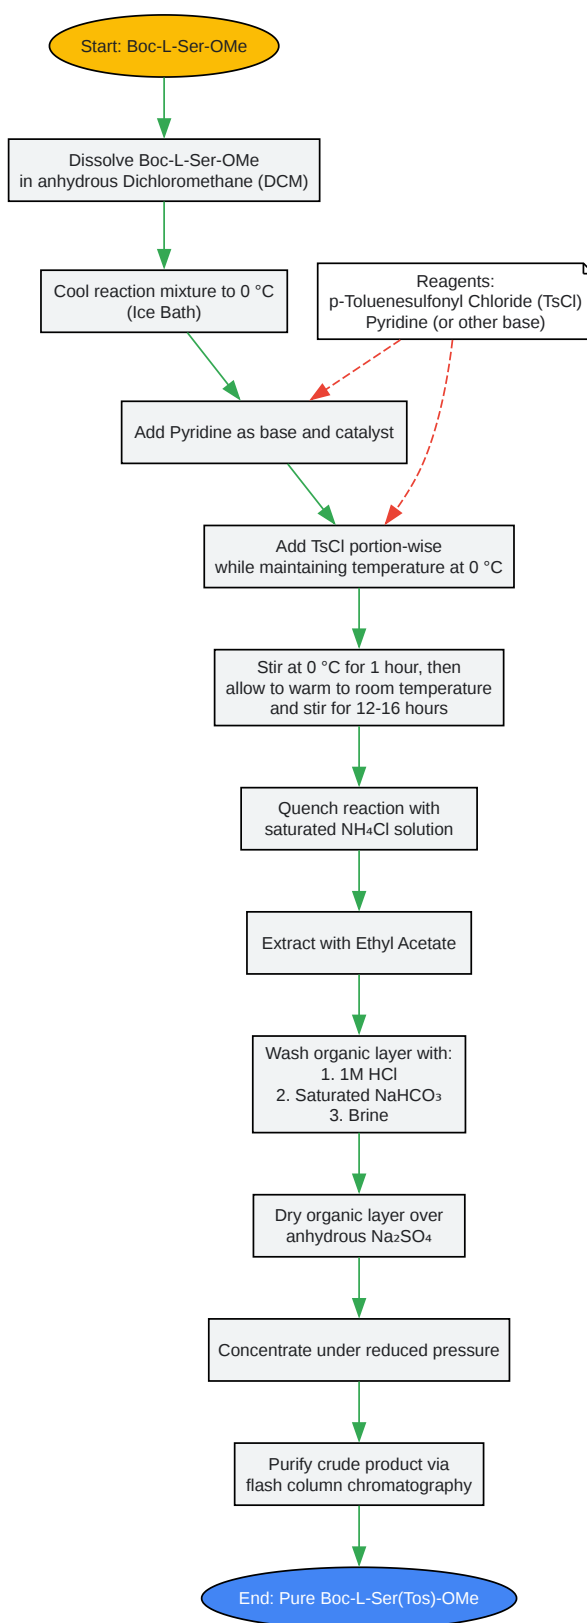 Start: Boc-L-Ser-OMe
Dissolve Boc-L-Ser-OMe
in anhydrous Dichloromethane (DCM)
Cool reaction mixture to 0 °C
(Ice Bath)
Reagents:
p-Toluenesulfonyl Chloride (TsCl)
Pyridine (or other base)
Add Pyridine as base and catalyst
Add TsCl portion-wise
while maintaining temperature at 0 °C
Stir at 0 °C for 1 hour, then
allow to warm to room temperature
and stir for 12-16 hours
Quench reaction with
saturated NH₄Cl solution
Extract with Ethyl Acetate
Wash organic layer with:
1. 1M HCl
2. Saturated NaHCO₃
3. Brine
Dry organic layer over
anhydrous Na₂SO₄
Concentrate under reduced pressure
Purify crude product via
flash column chromatography
End: Pure Boc-L-Ser(Tos)-OMe